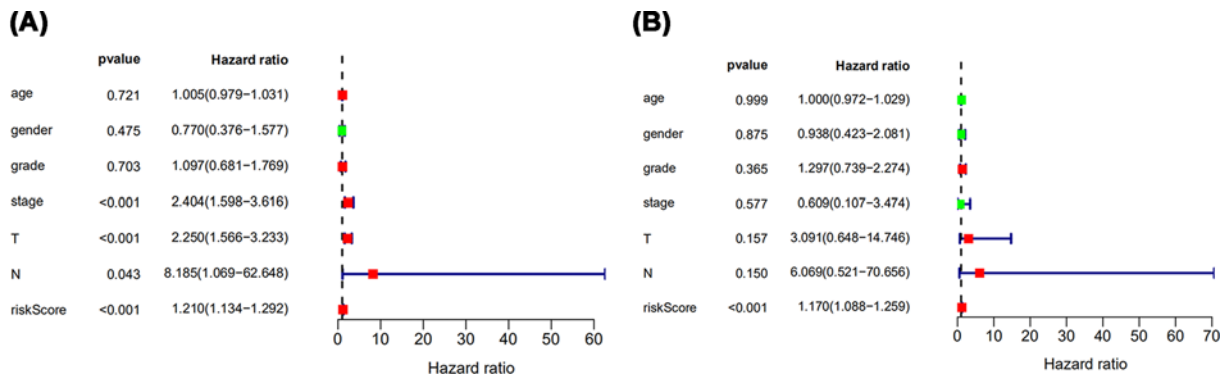 (A)
pvalue Hazard ratio
age 0.721 1.005(0.979−1.031)
gender 0.475 0.770(0.376−1.577)
grade 0.703 1.097(0.681−1.769)
stage <0.001 2.404(1.598−3.616)
T <0.001 2.250(1.566−3.233)
N 0.043 8.185(1.069−62.648)
riskScore <0.001 1.210(1.134−1.292)
0 10 20 30 40 50 60
Hazard ratio
(B)
pvalue Hazard ratio
age 0.999 1.000(0.972−1.029)
gender 0.875 0.938(0.423−2.081)
grade 0.365 1.297(0.739−2.274)
stage 0.577 0.609(0.107−3.474)
T 0.157 3.091(0.648−14.746)
N 0.150 6.069(0.521−70.656)
riskScore <0.001 1.170(1.088−1.259)
0 10 20 30 40 50 60 70
Hazard ratio